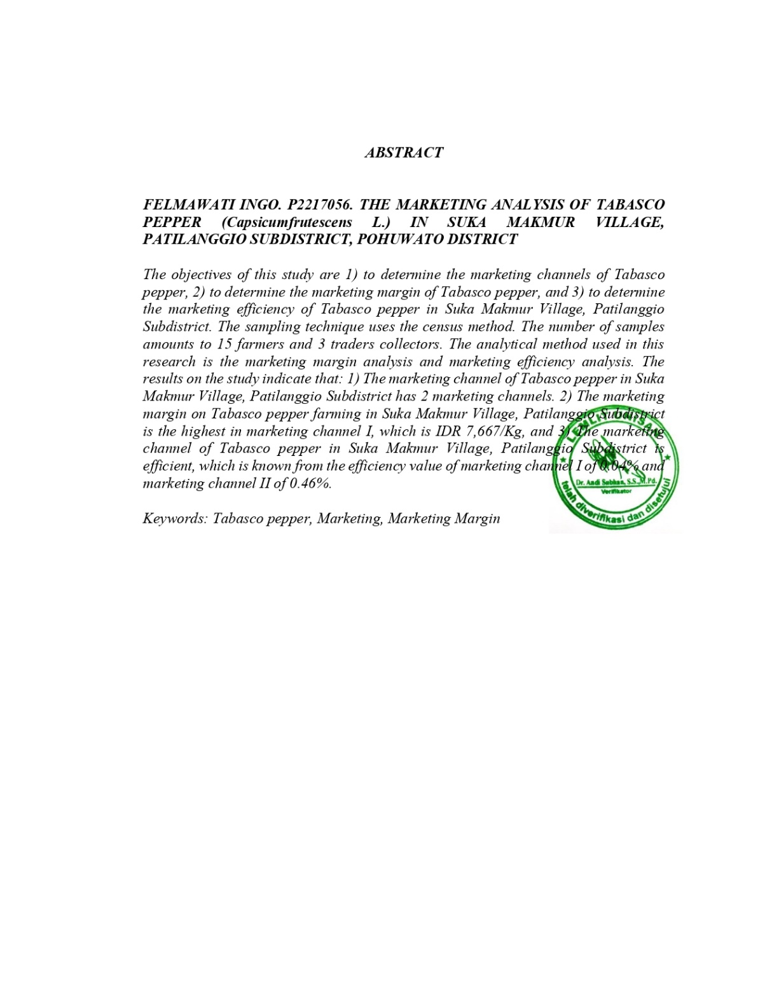 ABSTRACT
FELMAWATI INGO. P2217056. THE MARKETING ANALYSIS OF TABASCO
PEPPER (Capsicumfrutescens L.) IN SUKA MAKMUR VILLAGE,
PATILANGGIO SUBDISTRICT, POHUWATO DISTRICT
The objectives of this study are 1) to determine the marketing channels of Tabasco
pepper, 2) to determine the marketing margin of Tabasco pepper, and 3) to determine
the marketing efficiency of Tabasco pepper in Suka Makmur Village, Patilanggio
Subdistrict. The sampling technique uses the census method. The number of samples
amounts to 15 farmers and 3 traders collectors. The analytical method used in this
research is the marketing margin analysis and marketing efficiency analysis. The
results on the study indicate that: 1) The marketing channel of Tabasco pepper in Suka
Makmur Village, Patilanggio Subdistrict has 2 marketing channels. 2) The marketing
margin on Tabasco pepper farming in Suka Makmur Village, Patilanggio Subdistrict
is the highest in marketing channel I, which is IDR 7,667/Kg, and 3) The marketing
channel of Tabasco pepper in Suka Makmur Village, Patilanggio Subdistrict is
efficient, which is known from the efficiency value of marketing channel I of 0.04% and
marketing channel II of 0.46%.
Keywords: Tabasco pepper, Marketing, Marketing Margin
LEMLIT UNISAN
Dr. Andi Subhan, S.S.,M.Pd.
Verifikator
telah diverifikasi dan disetujui